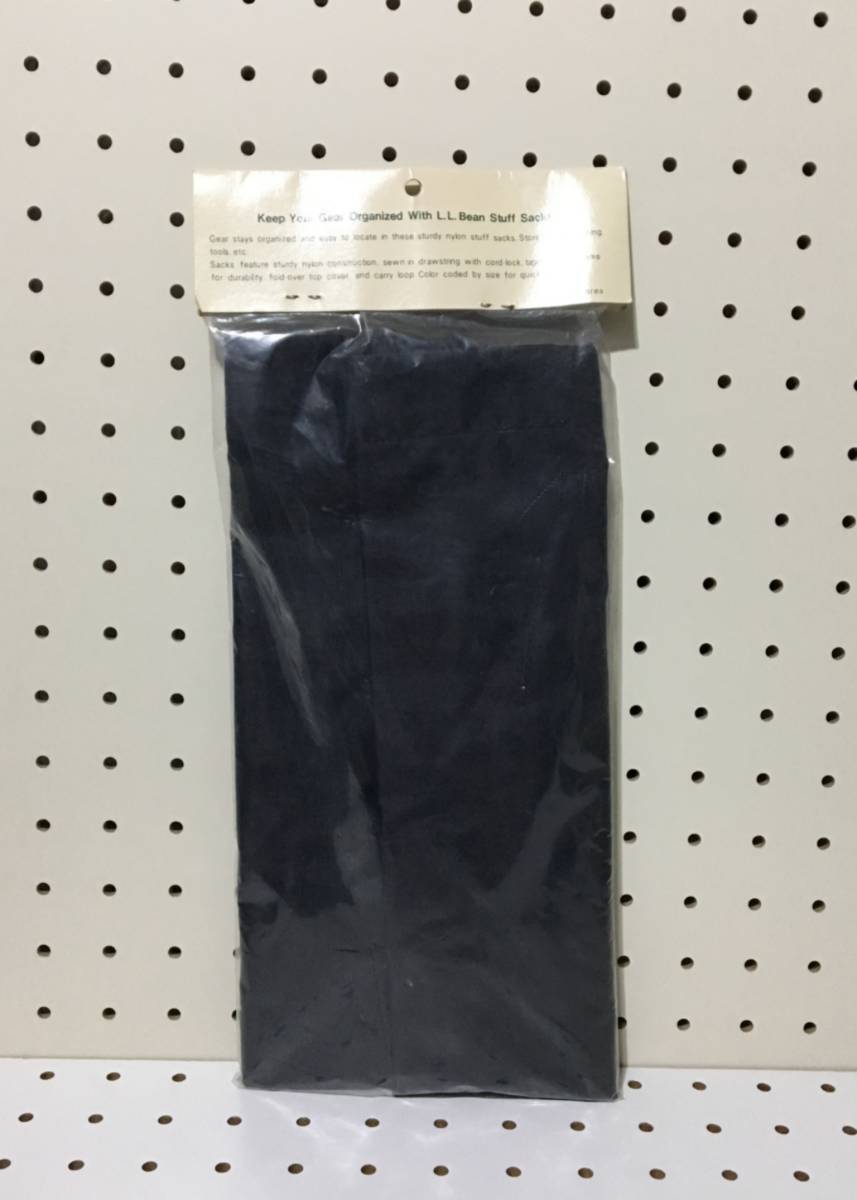 Keep Your Gear Organized With L.L.Bean Stuff Sacks
Gear stays organized and easy to locate in these sturdy nylon stuff sacks. Store
tools, etc.
Sacks feature sturdy nylon construction, sewn in drawstring with cord lock,
for durability, fold-over top cover, and carry loop Color coded by size for